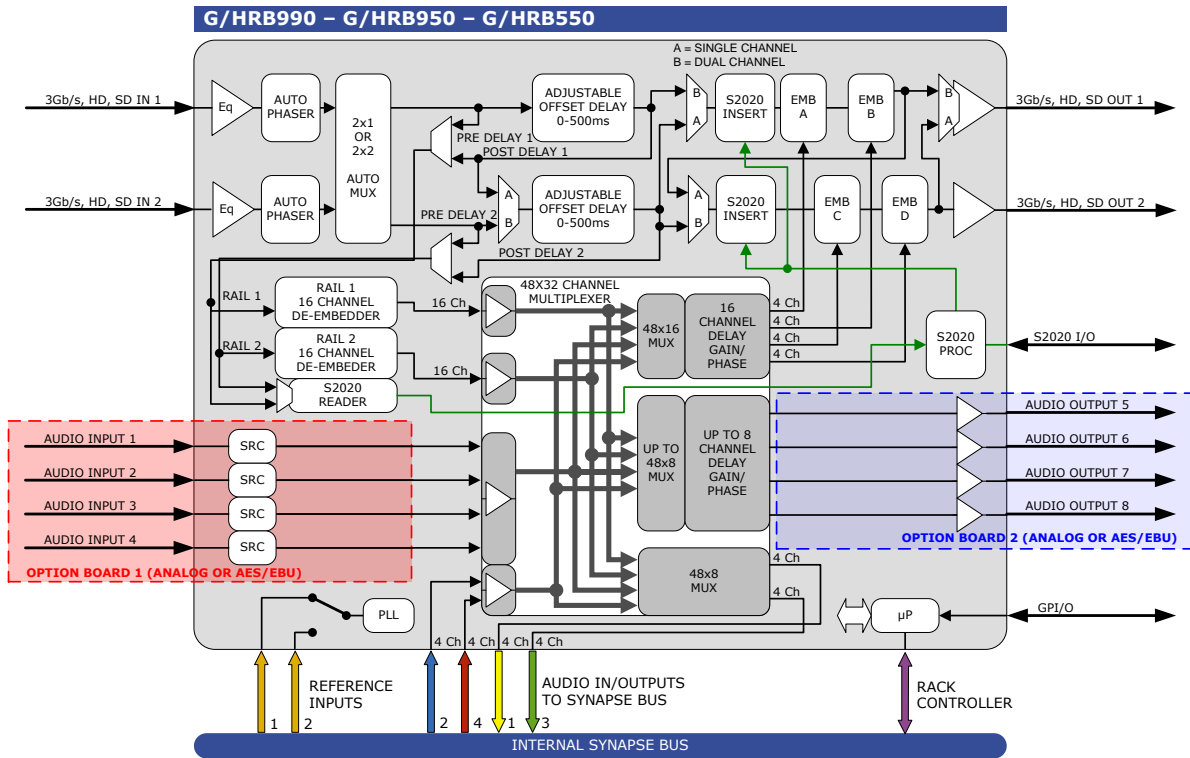 G/HRB990 – G/HRB950 – G/HRB550
A = SINGLE CHANNEL
B = DUAL CHANNEL
3Gb/s, HD, SD IN 1
Eq
AUTO
PHASER
2x1
OR
2x2
AUTO
MUX
ADJUSTABLE
OFFSET DELAY
0-500ms
B
A
S2020
INSERT
EMB
A
EMB
B
B
A
3Gb/s, HD, SD OUT 1
PRE DELAY 1
POST DELAY 1
3Gb/s, HD, SD IN 2
Eq
AUTO
PHASER
PRE DELAY 2
A
B
ADJUSTABLE
OFFSET DELAY
0-500ms
A
B
S2020
INSERT
EMB
C
EMB
D
3Gb/s, HD, SD OUT 2
POST DELAY 2
RAIL 1
RAIL 1
16 CHANNEL
DE-EMBEDDER
16 Ch
48X32 CHANNEL
MULTIPLEXER
48x16
MUX
16
CHANNEL
DELAY
GAIN/
PHASE
4 Ch
4 Ch
4 Ch
4 Ch
S2020
PROC
S2020 I/O
RAIL 2
RAIL 2
16 CHANNEL
DE-EMBEDER
16 Ch
S2020
READER
AUDIO INPUT 1
SRC
AUDIO INPUT 2
SRC
AUDIO INPUT 3
SRC
AUDIO INPUT 4
SRC
OPTION BOARD 1 (ANALOG OR AES/EBU)
UP TO
48x8
MUX
UP TO 8
CHANNEL
DELAY
GAIN/
PHASE
AUDIO OUTPUT 5
AUDIO OUTPUT 6
AUDIO OUTPUT 7
AUDIO OUTPUT 8
OPTION BOARD 2 (ANALOG OR AES/EBU)
48x8
MUX
4 Ch
4 Ch
PLL
µP
GPI/O
4 Ch
4 Ch
4 Ch
4 Ch
REFERENCE
INPUTS
1
2
2
4
1
3
AUDIO IN/OUTPUTS
TO SYNAPSE BUS
RACK
CONTROLLER
INTERNAL SYNAPSE BUS